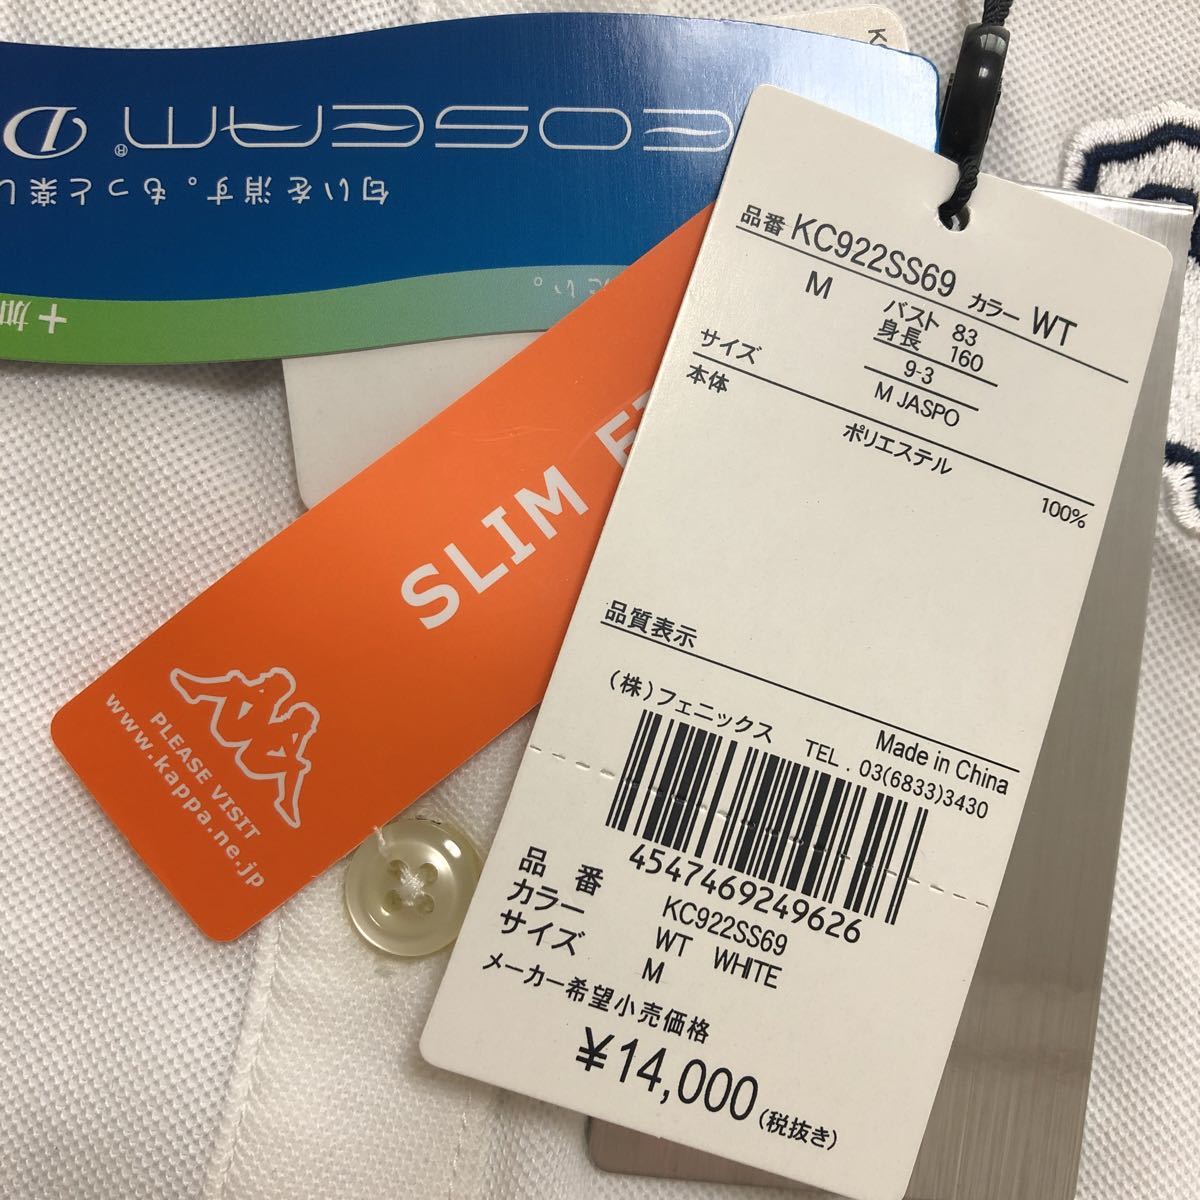 EOSEAM® D
匂いを消す。もっと楽し
たい。
+加
SLIM
PLEASE VISIT
www.kappa.ne.jp
品番 KC922SS69 カラー WT
M バスト 83
身長 160
サイズ 9-3
M JASPO
本体
ポリエステル 100%
品質表示
Made in China
(株)フェニックス TEL . 03(6833)3430
4547469249626
品 番 KC922SS69
カラー WT WHITE
サイズ M
メーカー希望小売価格
¥14,000 (税抜き)